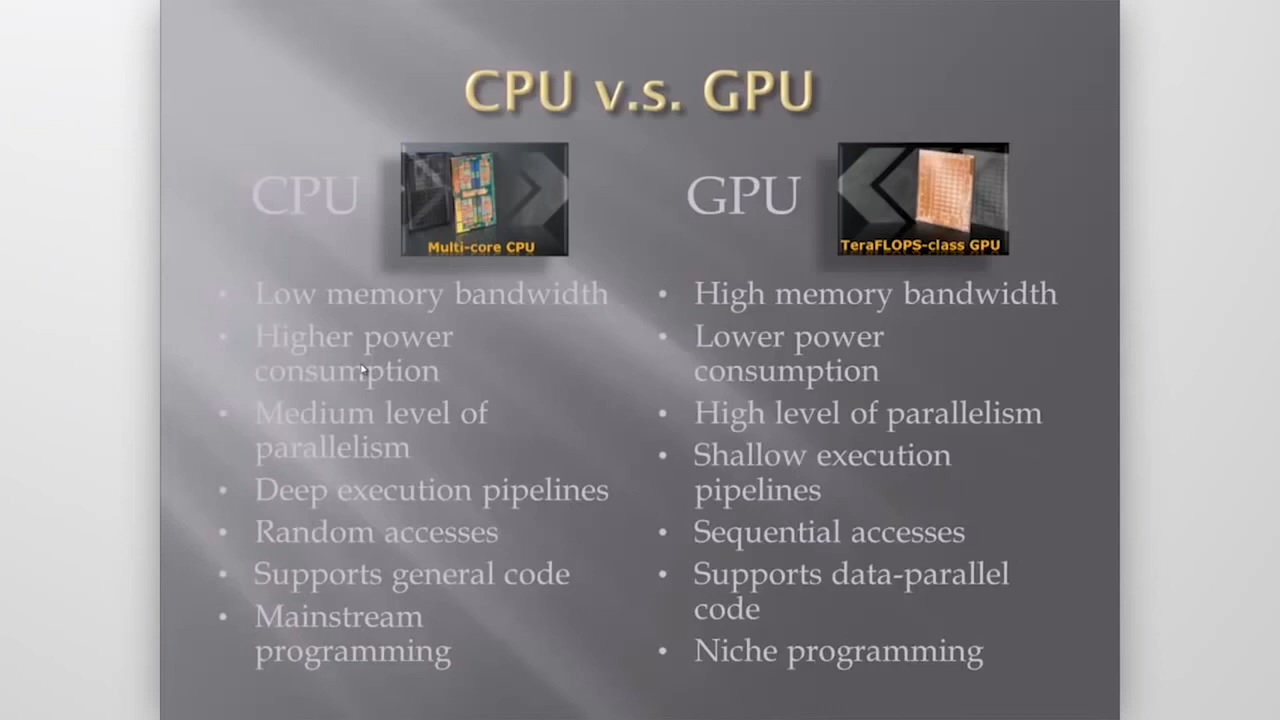 CPU v.s. GPU
CPU
Multi-core CPU
• Low memory bandwidth
• Higher power
consumption
• Medium level of
parallelism
• Deep execution pipelines
• Random accesses
• Supports general code
• Mainstream
programming
GPU
TeraFLOPS-class GPU
• High memory bandwidth
• Lower power
consumption
• High level of parallelism
• Shallow execution
pipelines
• Sequential accesses
• Supports data-parallel
code
• Niche programming